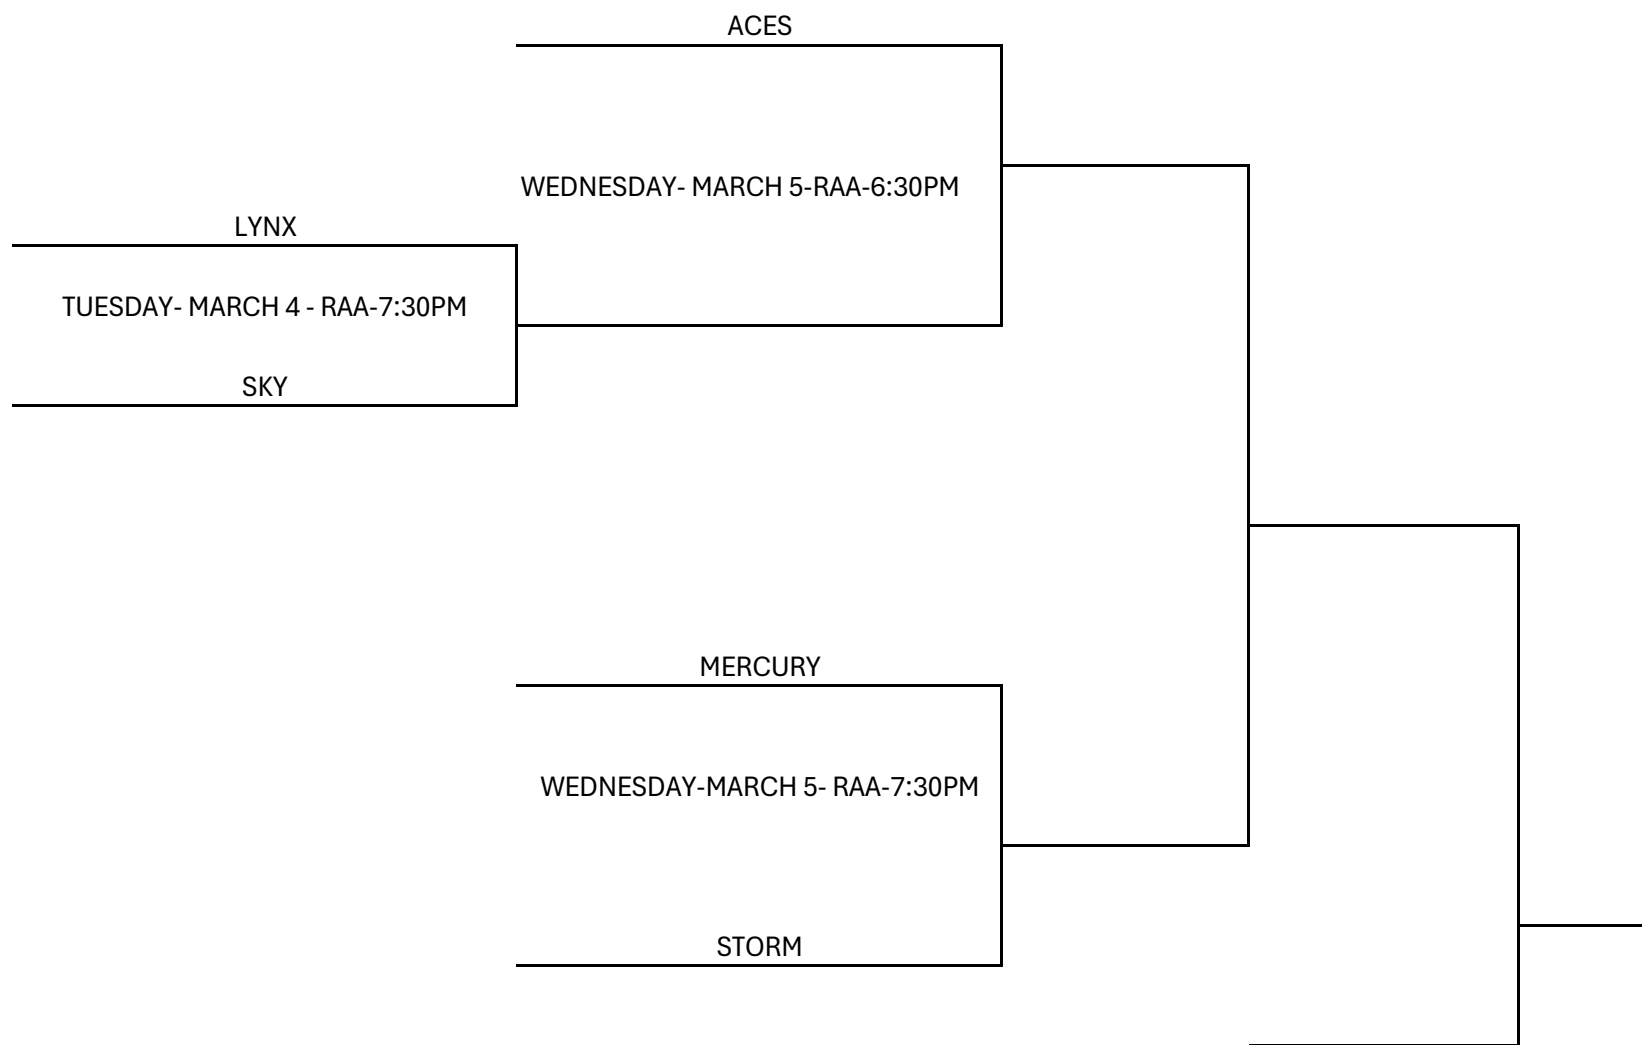 ACES
WEDNESDAY- MARCH 5-RAA-6:30PM
LYNX
TUESDAY- MARCH 4 - RAA-7:30PM
SKY
MERCURY
WEDNESDAY-MARCH 5- RAA-7:30PM
STORM